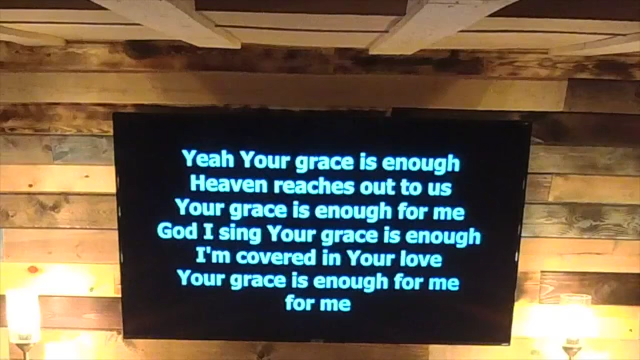 Yeah Your grace is enough
Heaven reaches out to us
Your grace is enough for me
God I sing Your grace is enough
I'm covered in Your love
Your grace is enough for me
for me